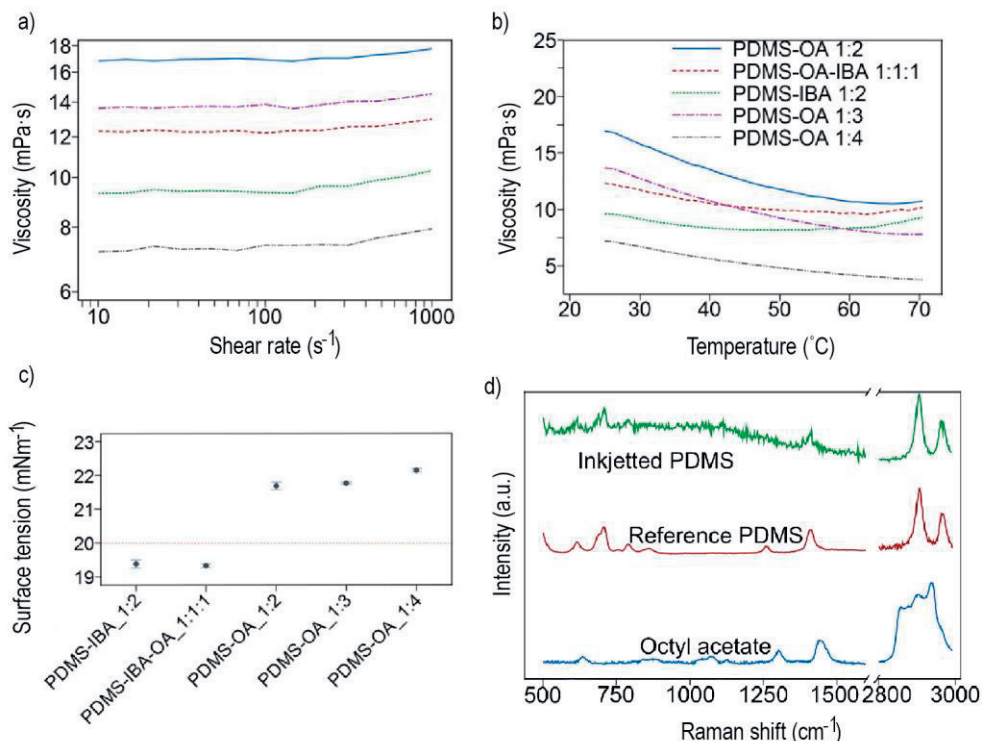 a)
18
16
14
12
10
8
6
Viscosity (mPa·s)
10
100
1000
Shear rate (s⁻¹)
b)
25
20
15
10
5
Viscosity (mPa·s)
PDMS-OA 1:2
PDMS-OA-IBA 1:1:1
PDMS-IBA 1:2
PDMS-OA 1:3
PDMS-OA 1:4
20
30
40
50
60
70
Temperature (°C)
c)
23
22
21
20
19
Surface tension (mNm⁻¹)
PDMS-IBA_1:2
PDMS-IBA-OA_1:1:1
PDMS-OA_1:2
PDMS-OA_1:3
PDMS-OA_1:4
d)
Intensity (a.u.)
Inkjetted PDMS
Reference PDMS
Octyl acetate
500
750
1000
1250
1500
2800
3000
Raman shift (cm⁻¹)